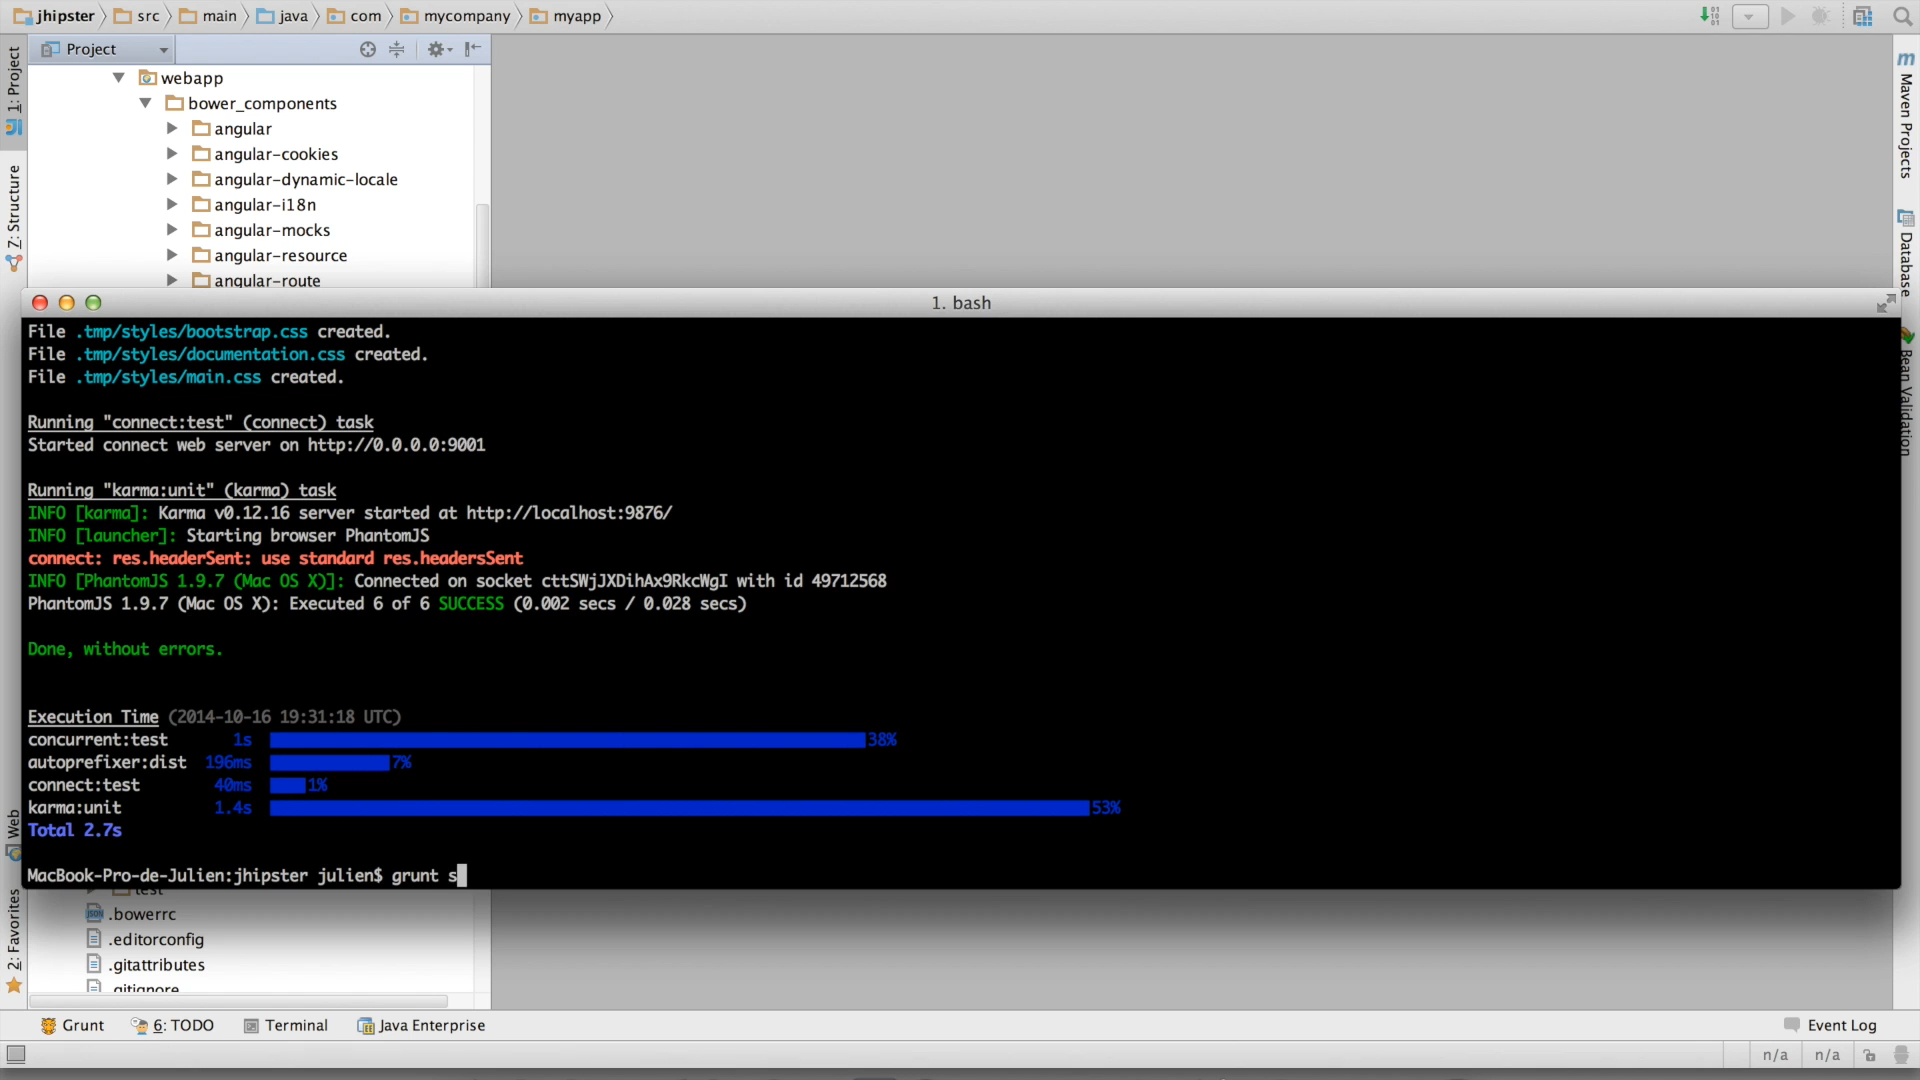 jhipster src main java com mycompany myapp
1: Project
Project
webapp
bower_components
angular
angular-cookies
angular-dynamic-locale
angular-i18n
angular-mocks
angular-resource
angular-route
Z: Structure
Maven Projects
Database
Bean Validation
1. bash
File .tmp/styles/bootstrap.css created.
File .tmp/styles/documentation.css created.
File .tmp/styles/main.css created.
Running "connect:test" (connect) task
Started connect web server on http://0.0.0.0:9001
Running "karma:unit" (karma) task
INFO [karma]: Karma v0.12.16 server started at http://localhost:9876/
INFO [launcher]: Starting browser PhantomJS
connect: res.headerSent: use standard res.headersSent
INFO [PhantomJS 1.9.7 (Mac OS X)]: Connected on socket cttSWjJXDihAx9RkcWgI with id 49712568
PhantomJS 1.9.7 (Mac OS X): Executed 6 of 6 SUCCESS (0.002 secs / 0.028 secs)
Done, without errors.
Execution Time (2014-10-16 19:31:18 UTC)
concurrent:test 1s 38%
autoprefixer:dist 196ms 7%
connect:test 40ms 1%
karma:unit 1.4s 53%
Total 2.7s
MacBook-Pro-de-Julien:jhipster julien$ grunt s
Web
2: Favorites
test
.bowerrc
.editorconfig
.gitattributes
.gitignore
Grunt 6: TODO Terminal Java Enterprise Event Log
n/a n/a